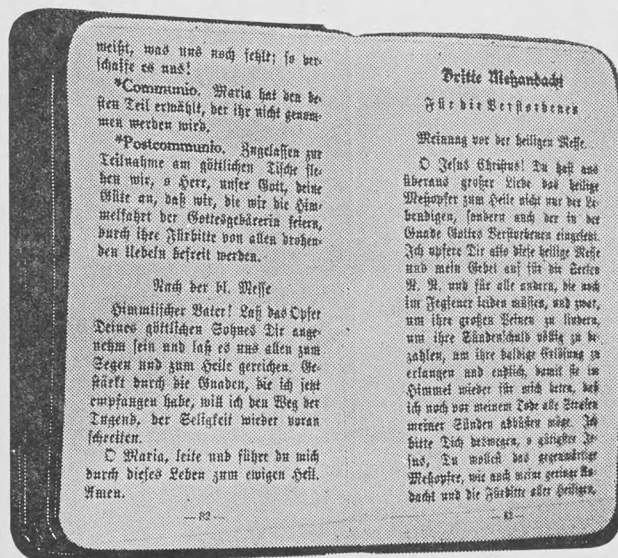 weißt, was uns noch fehlt; so ver-
schaffe es uns!
*Communio. Maria hat den be-
sten Teil erwählt, der ihr nicht genom-
men werden wird.
*Postcommunio. Zugelassen zur
Teilnahme am göttlichen Tische fle-
hen wir, o Herr, unser Gott, deine
Güte an, daß wir, die wir die Him-
melfahrt der Gottesgebärerin feiern,
durch ihre Fürbitte von allen drohen-
den Uebeln befreit werden.
Nach der hl. Messe
Himmlischer Vater! Laß das Opfer
Deines göttlichen Sohnes Dir ange-
nehm sein und laß es uns allen zum
Segen und zum Heile gereichen. Ge-
stärkt durch die Gnaden, die ich jetzt
empfangen habe, will ich den Weg der
Tugend, der Seligkeit wieder voran
schreiten.
O Maria, leite und führe du mich
durch dieses Leben zum ewigen Heil.
Amen.
— 82 —
Dritte Meßandacht
Für die Verstorbenen
Meinung vor der heiligen Messe.
O Jesus Christus! Du hast aus
überaus großer Liebe das heilige
Meßopfer zum Heile nicht nur der Le-
bendigen, sondern auch der in der
Gnade Gottes Verstorbenen eingesetzt.
Ich opfere Dir also diese heilige Messe
und mein Gebet auf für die Seelen
N. N. und für alle andern, die noch
im Fegfeuer leiden müssen, und zwar,
um ihre großen Peinen zu lindern,
um ihre Sündenschuld völlig zu be-
zahlen, um ihre baldige Erlösung zu
erlangen und endlich, damit sie im
Himmel wieder für mich beten, daß
ich noch vor meinem Tode alle Strafen
meiner Sünden abbüßen möge. Ich
bitte Dich deswegen, o gütigster Je-
sus, Du wollest das gegenwärtige
Meßopfer, wie auch meine geringe An-
dacht und die Fürbitte aller Heiligen,
— 83 —